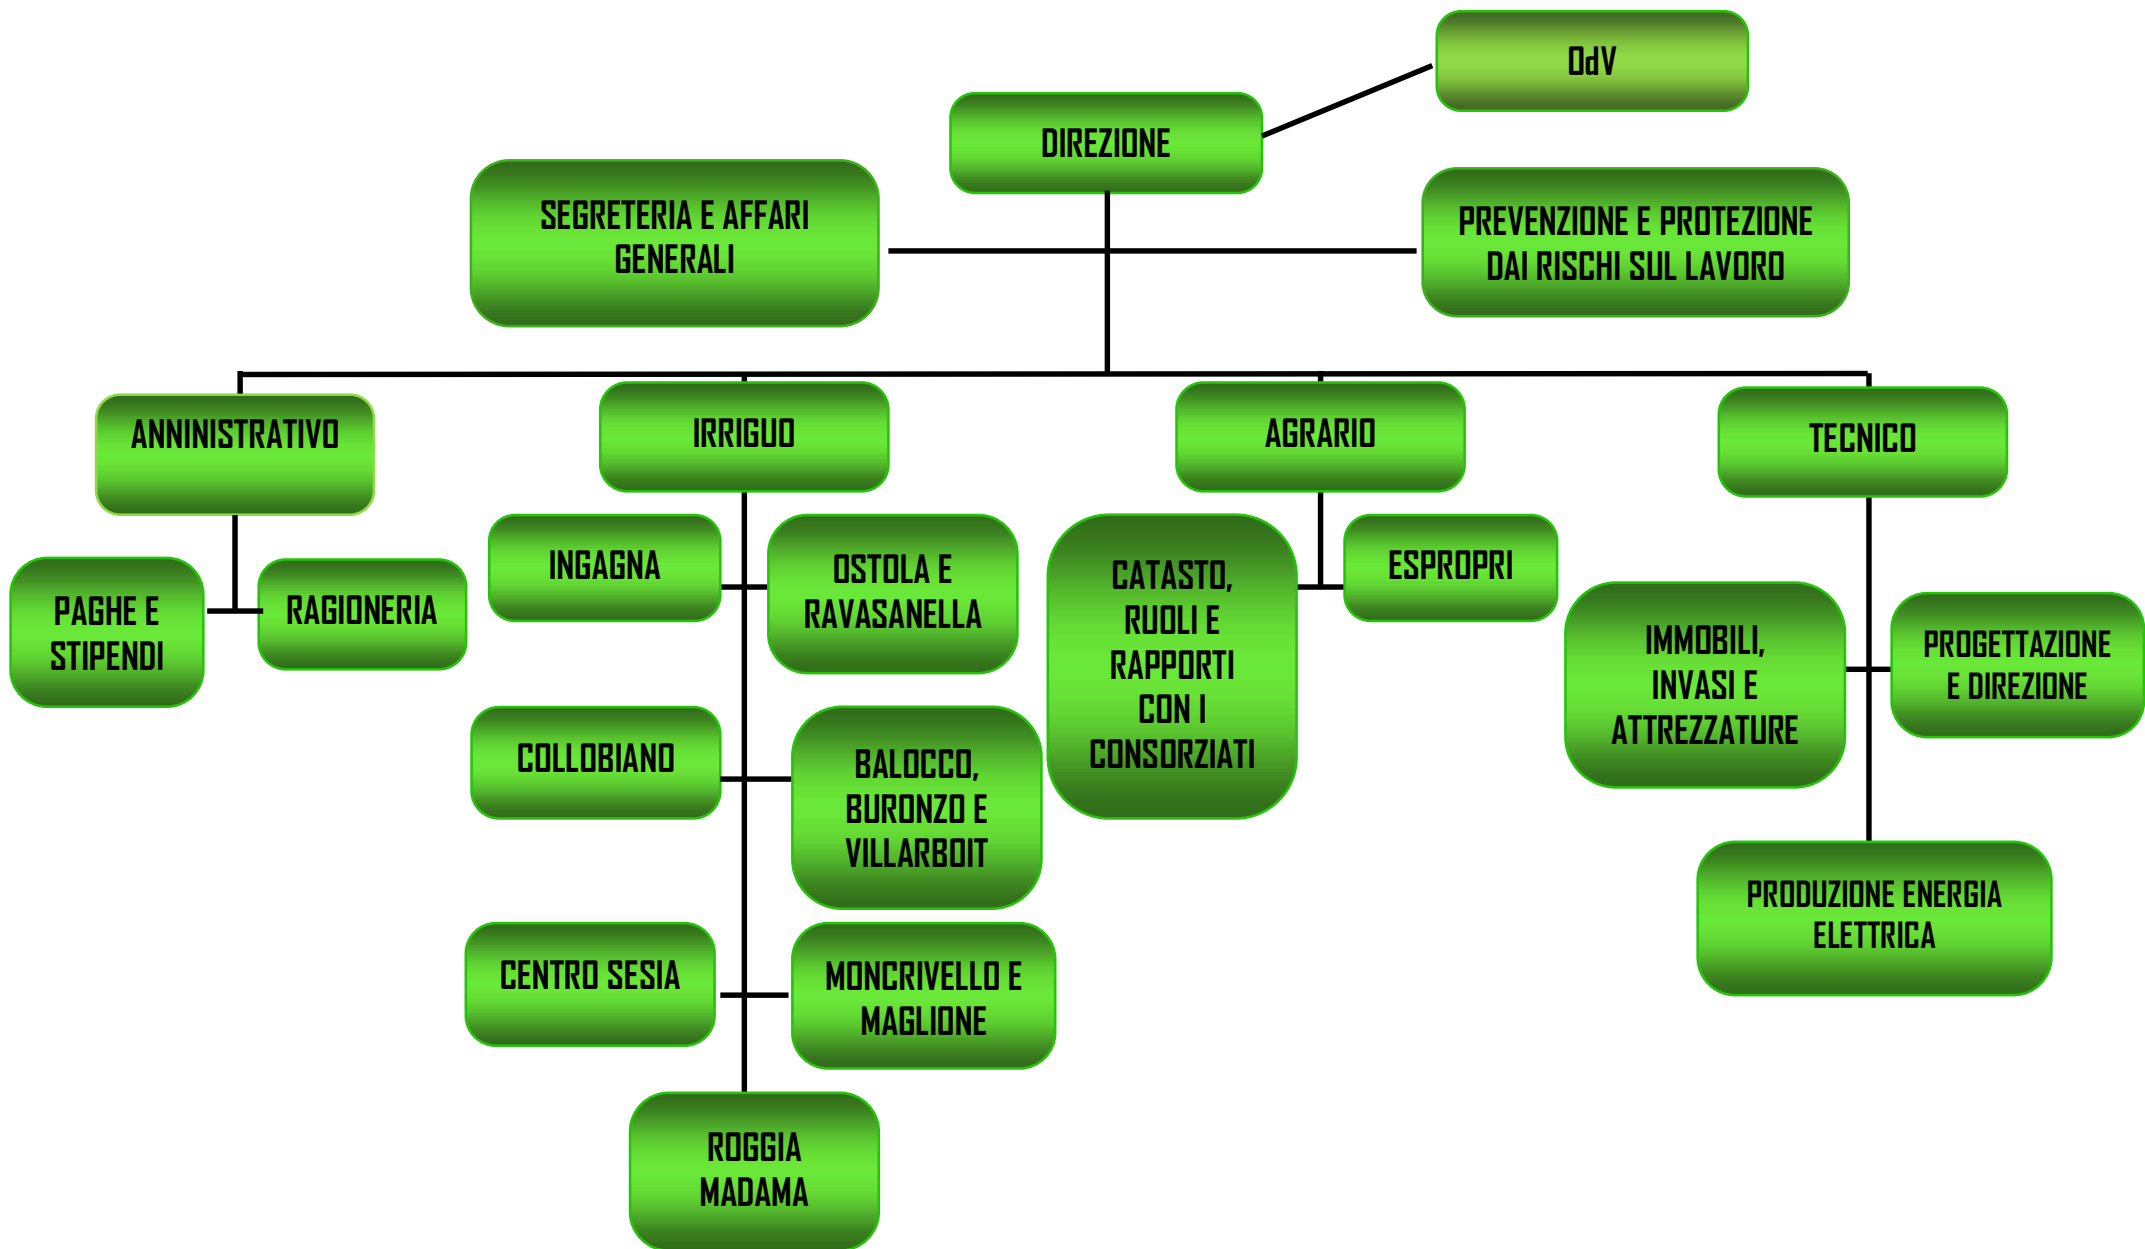 OdV
DIREZIONE
SEGRETERIA E AFFARI
GENERALI
PREVENZIONE E PROTEZIONE
DAI RISCHI SUL LAVORO
ANNINISTRATIVO
IRRIGUO
AGRARIO
TECNICO
PAGHE E
STIPENDI
RAGIONERIA
INGAGNA
OSTOLA E
RAVASANELLA
COLLOBIANO
BALOCCO,
BURONZO E
VILLARBOIT
CENTRO SESIA
MONCRIVELLO E
MAGLIONE
ROGGIA
MADAMA
CATASTO,
RUOLI E
RAPPORTI
CON I
CONSORZIATI
ESPROPRI
IMMOBILI,
INVASI E
ATTREZZATURE
PROGETTAZIONE
E DIREZIONE
PRODUZIONE ENERGIA
ELETTRICA